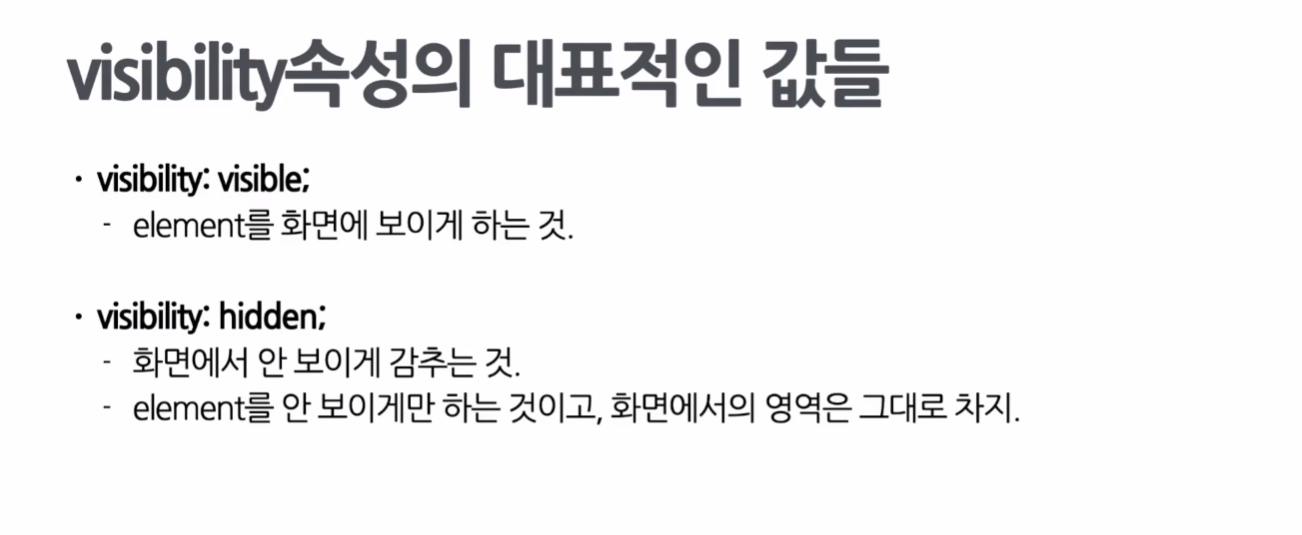 visibility속성의 대표적인 값들
· visibility: visible;
- element를 화면에 보이게 하는 것.
· visibility: hidden;
- 화면에서 안 보이게 감추는 것.
- element를 안 보이게만 하는 것이고, 화면에서의 영역은 그대로 차지.